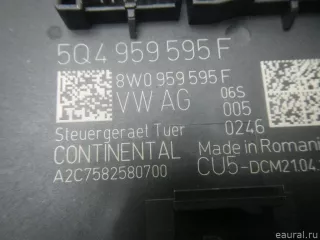 5Q4 959 595 F
8W0 959 595 F
VW AG 06S
005
Steuergeraet Tuer 0246
CONTINENTAL Made in Romani
A2C7582580700 CU5-DCM21.04.
eaural.ru